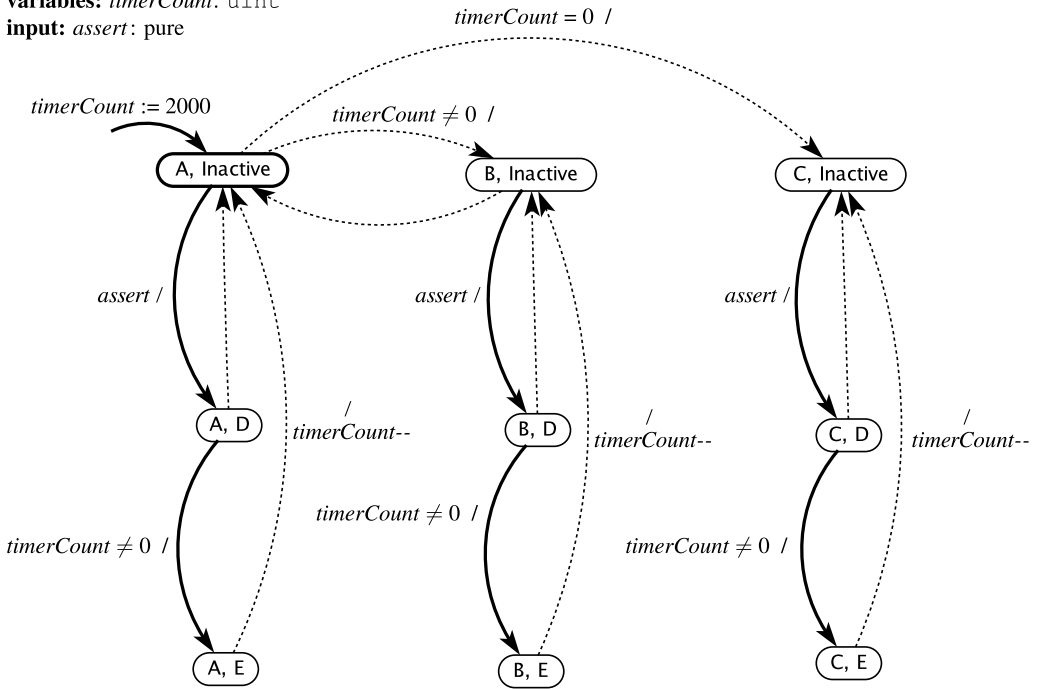 variables: timerCount: uint
input: assert: pure
timerCount = 0 /
timerCount := 2000
timerCount ≠ 0 /
A, Inactive
B, Inactive
C, Inactive
assert /
assert /
assert /
A, D
B, D
C, D
/
timerCount--
/
timerCount--
/
timerCount--
timerCount ≠ 0 /
timerCount ≠ 0 /
timerCount ≠ 0 /
A, E
B, E
C, E